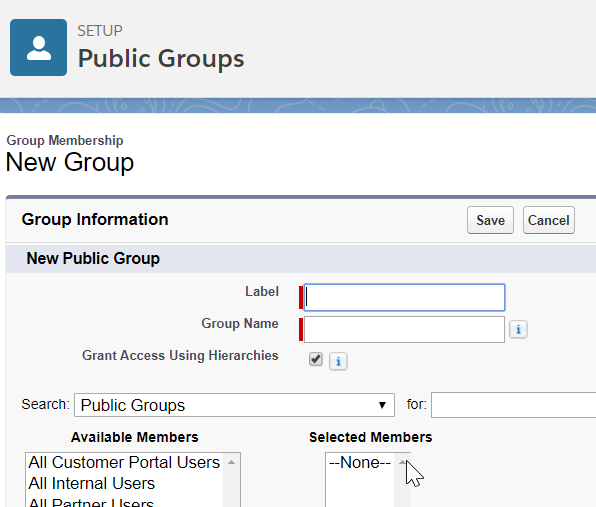 SETUP
Public Groups
Group Membership
New Group
Group Information Save Cancel
New Public Group
Label
Group Name i
Grant Access Using Hierarchies i
Search: Public Groups for:
Available Members Selected Members
All Customer Portal Users --None--
All Internal Users
All Partner Users